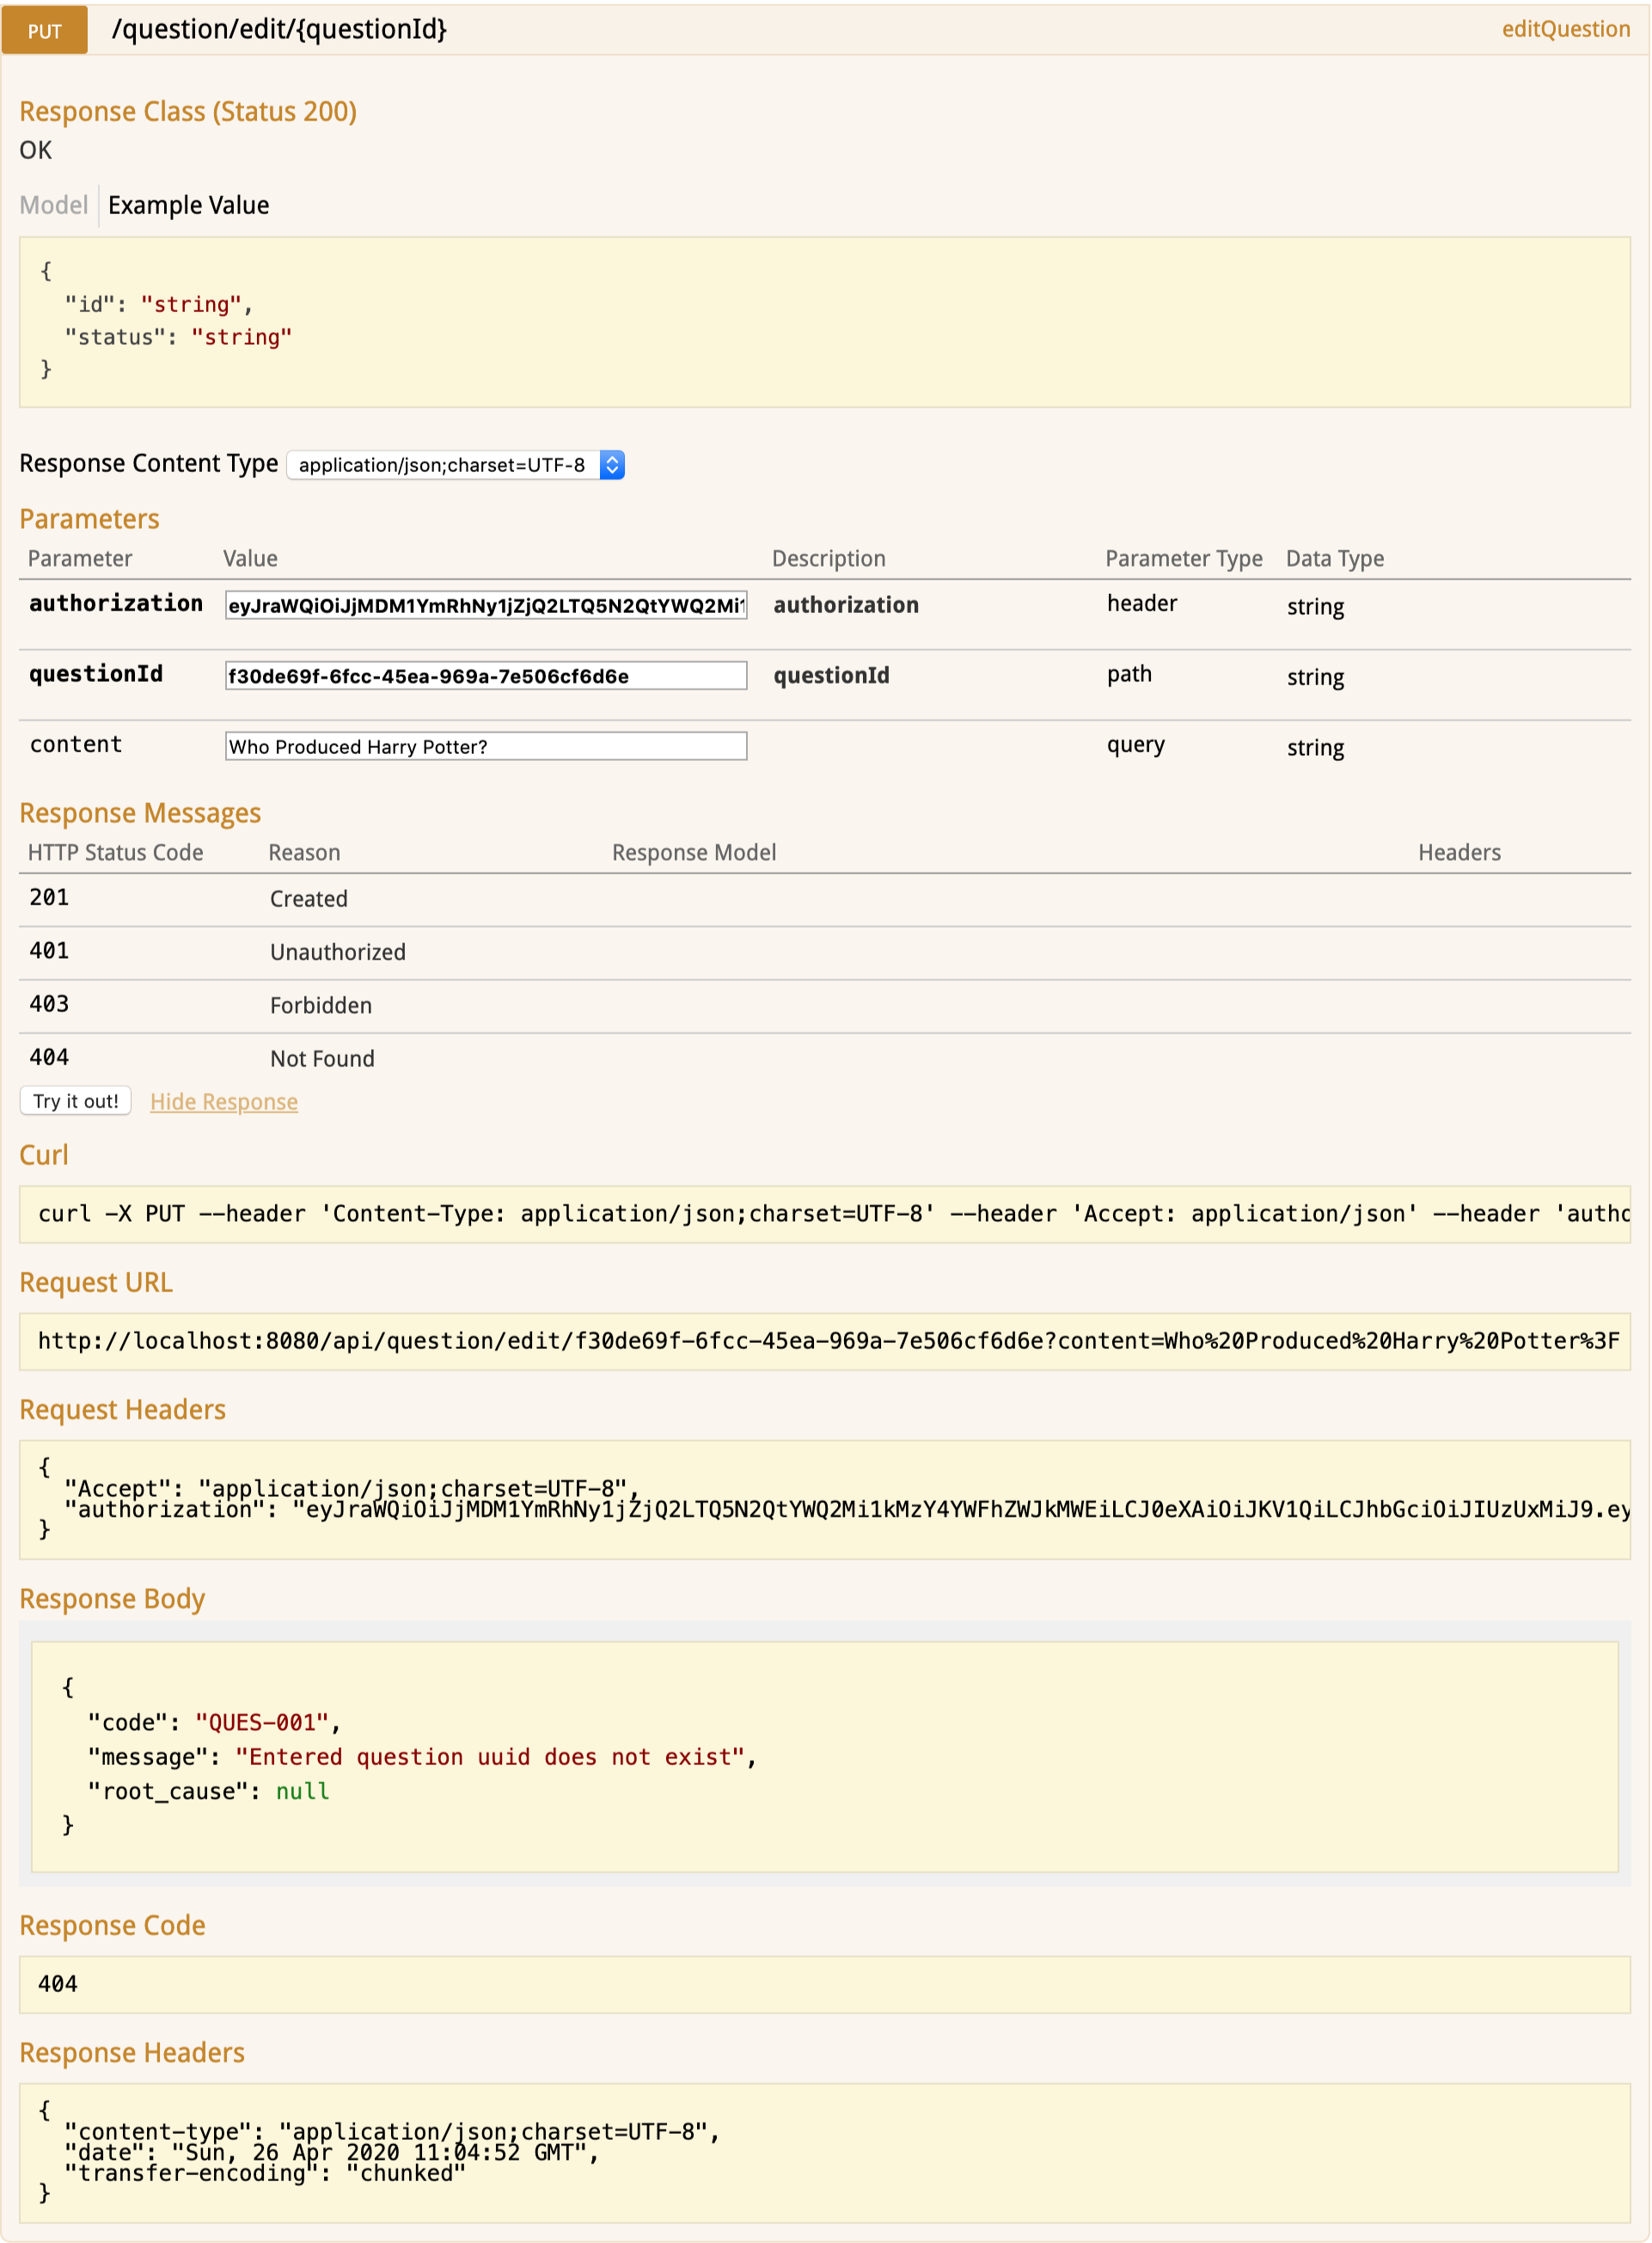 PUT /question/edit/{questionId} editQuestion
Response Class (Status 200)
OK
Model Example Value
{
"id": "string",
"status": "string"
}
Response Content Type application/json;charset=UTF-8
Parameters
Parameter Value Description Parameter Type Data Type
authorization eyJraWQiOiJjMDM1YmRhNy1jZjQ2LTQ5N2QtYWQ2Mi1 authorization header string
questionId f30de69f-6fcc-45ea-969a-7e506cf6d6e questionId path string
content Who Produced Harry Potter? query string
Response Messages
HTTP Status Code Reason Response Model Headers
201 Created
401 Unauthorized
403 Forbidden
404 Not Found
Try it out! Hide Response
Curl
curl -X PUT --header 'Content-Type: application/json;charset=UTF-8' --header 'Accept: application/json' --header 'autho
Request URL
http://localhost:8080/api/question/edit/f30de69f-6fcc-45ea-969a-7e506cf6d6e?content=Who%20Produced%20Harry%20Potter%3F
Request Headers
{
"Accept": "application/json;charset=UTF-8",
"authorization": "eyJraWQiOiJjMDM1YmRhNy1jZjQ2LTQ5N2QtYWQ2Mi1kMzY4YWFhZWJkMWEiLCJ0eXAiOiJKV1QiLCJhbGciOiJIUzUxMiJ9.ey
}
Response Body
{
"code": "QUES-001",
"message": "Entered question uuid does not exist",
"root_cause": null
}
Response Code
404
Response Headers
{
"content-type": "application/json;charset=UTF-8",
"date": "Sun, 26 Apr 2020 11:04:52 GMT",
"transfer-encoding": "chunked"
}